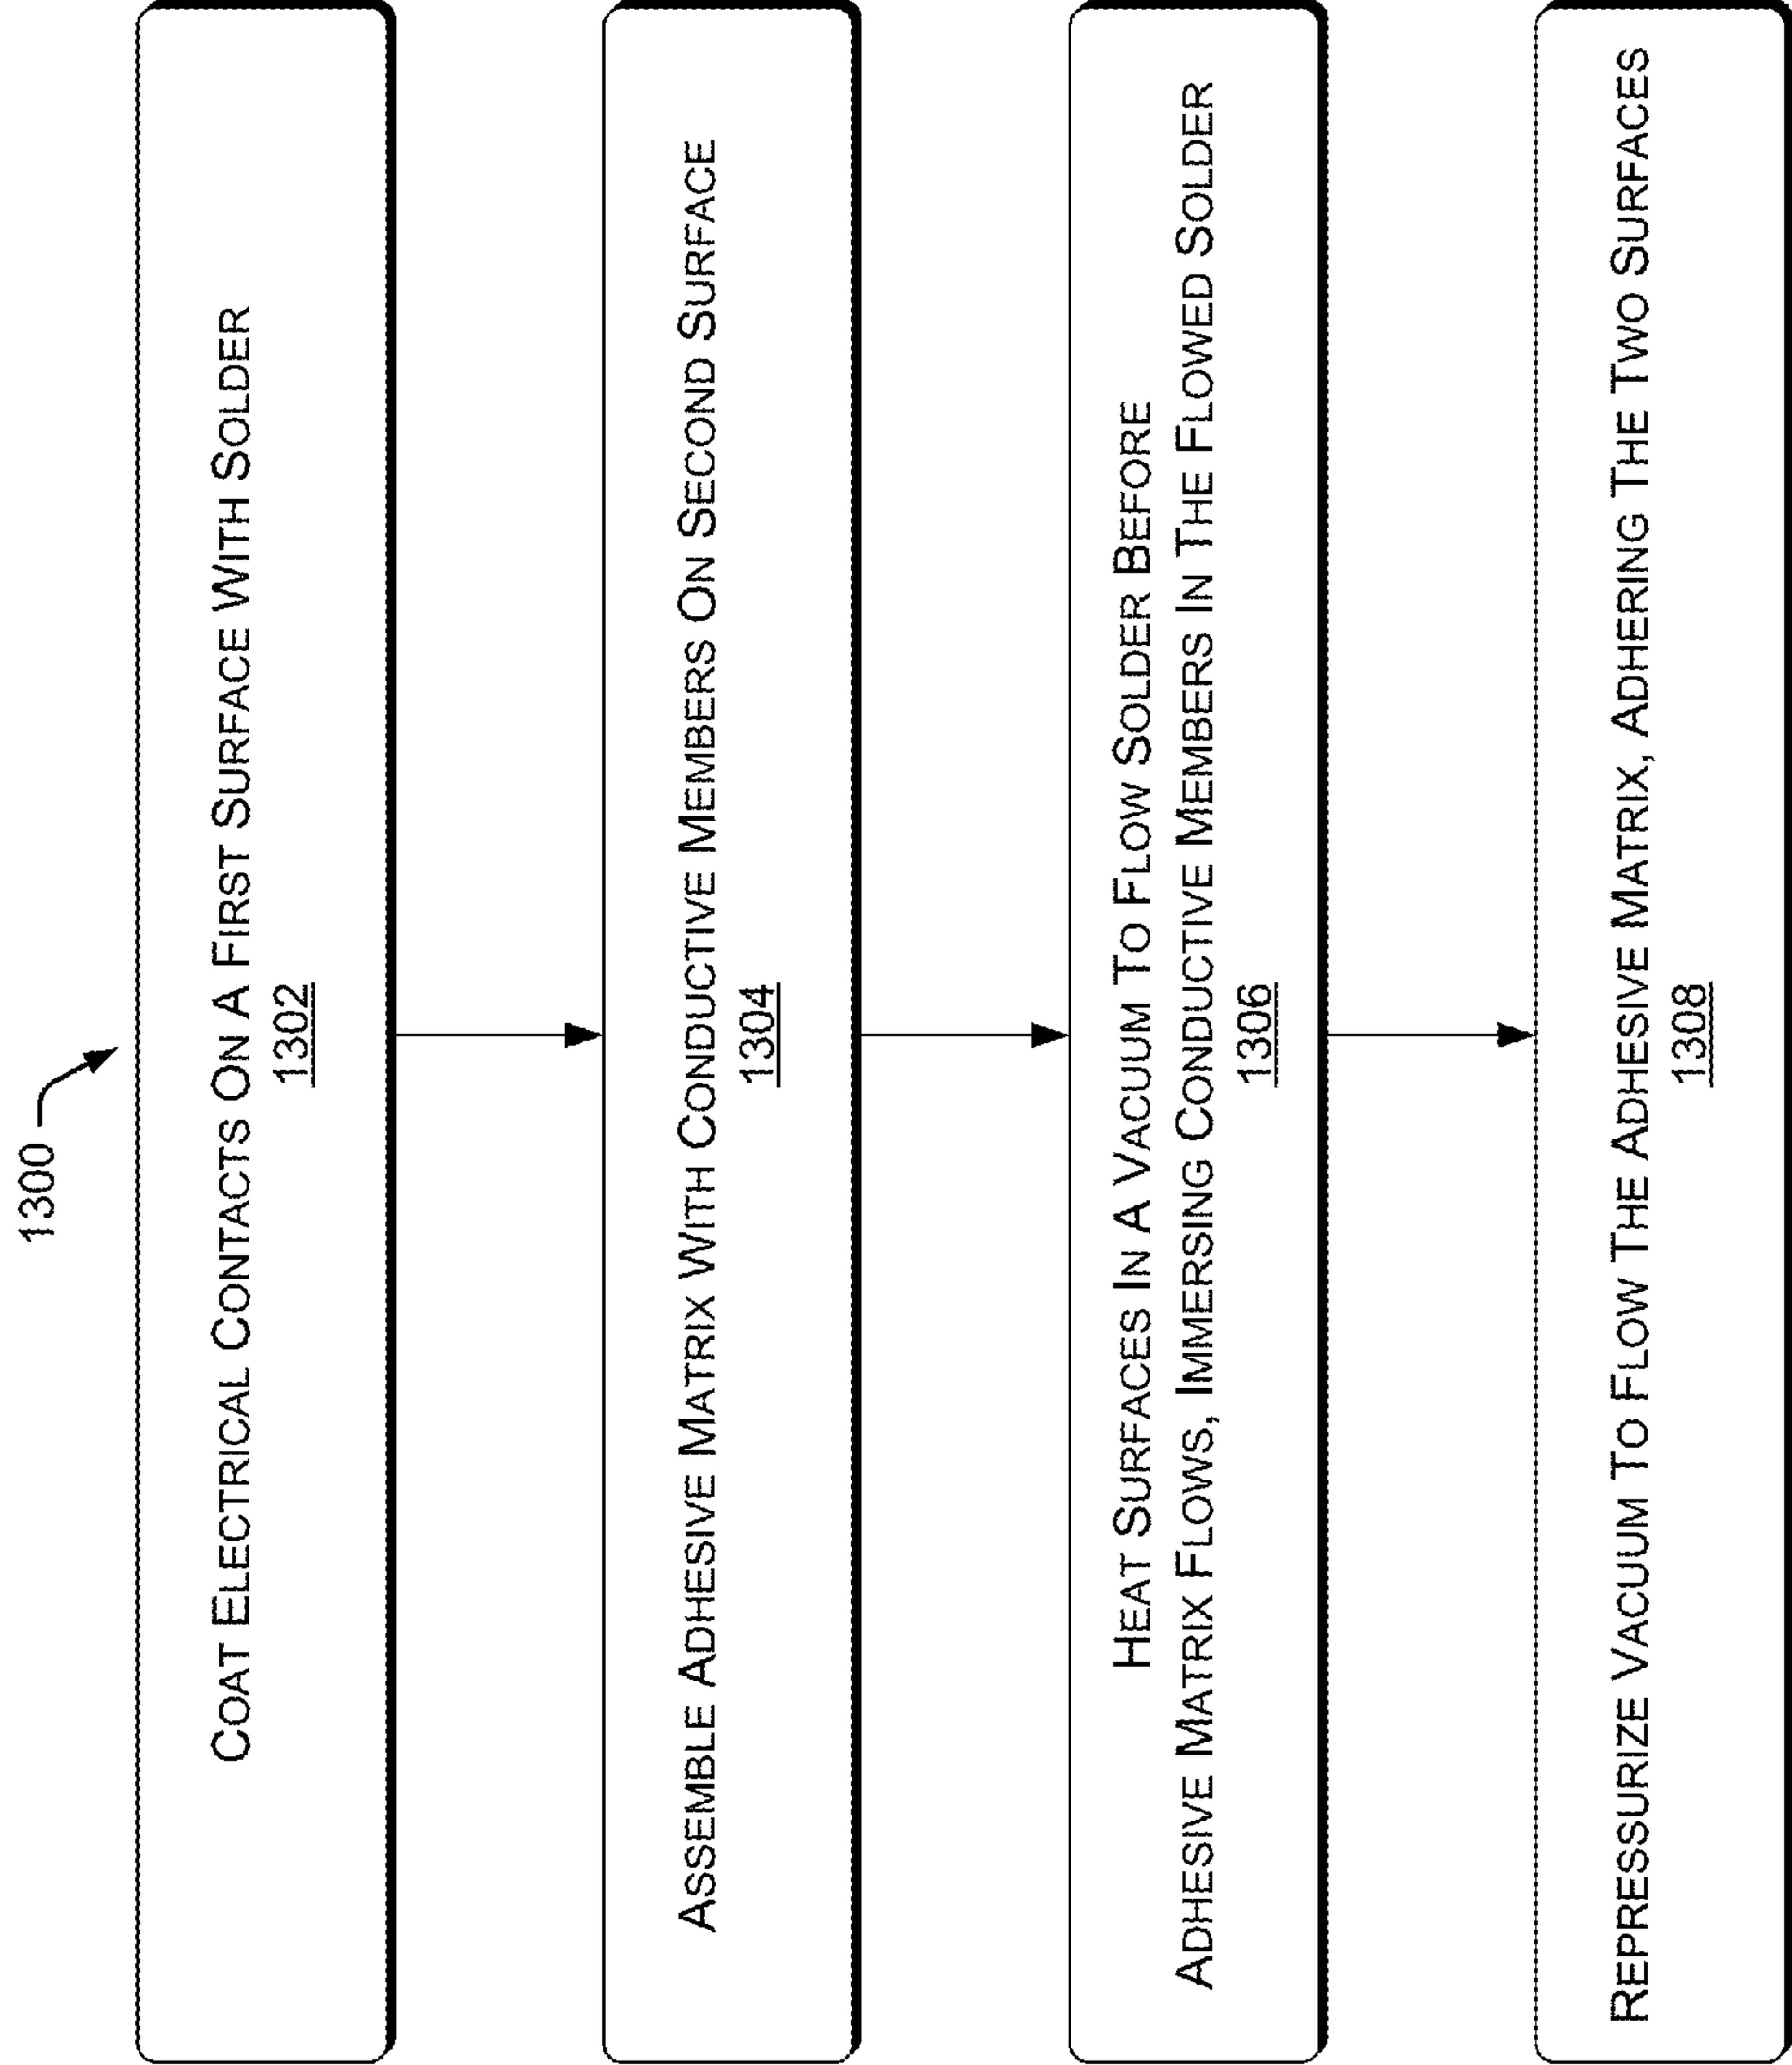 1300
COAT ELECTRICAL CONTACTS ON A FIRST SURFACE WITH SOLDER
1302
ASSEMBLE ADHESIVE MATRIX WITH CONDUCTIVE MEMBERS ON SECOND SURFACE
1304
HEAT SURFACES IN A VACUUM TO FLOW SOLDER BEFORE
ADHESIVE MATRIX FLOWS, IMMERSING CONDUCTIVE MEMBERS IN THE FLOWED SOLDER
1306
REPRESSURIZE VACUUM TO FLOW THE ADHESIVE MATRIX, ADHERING THE TWO SURFACES
1308